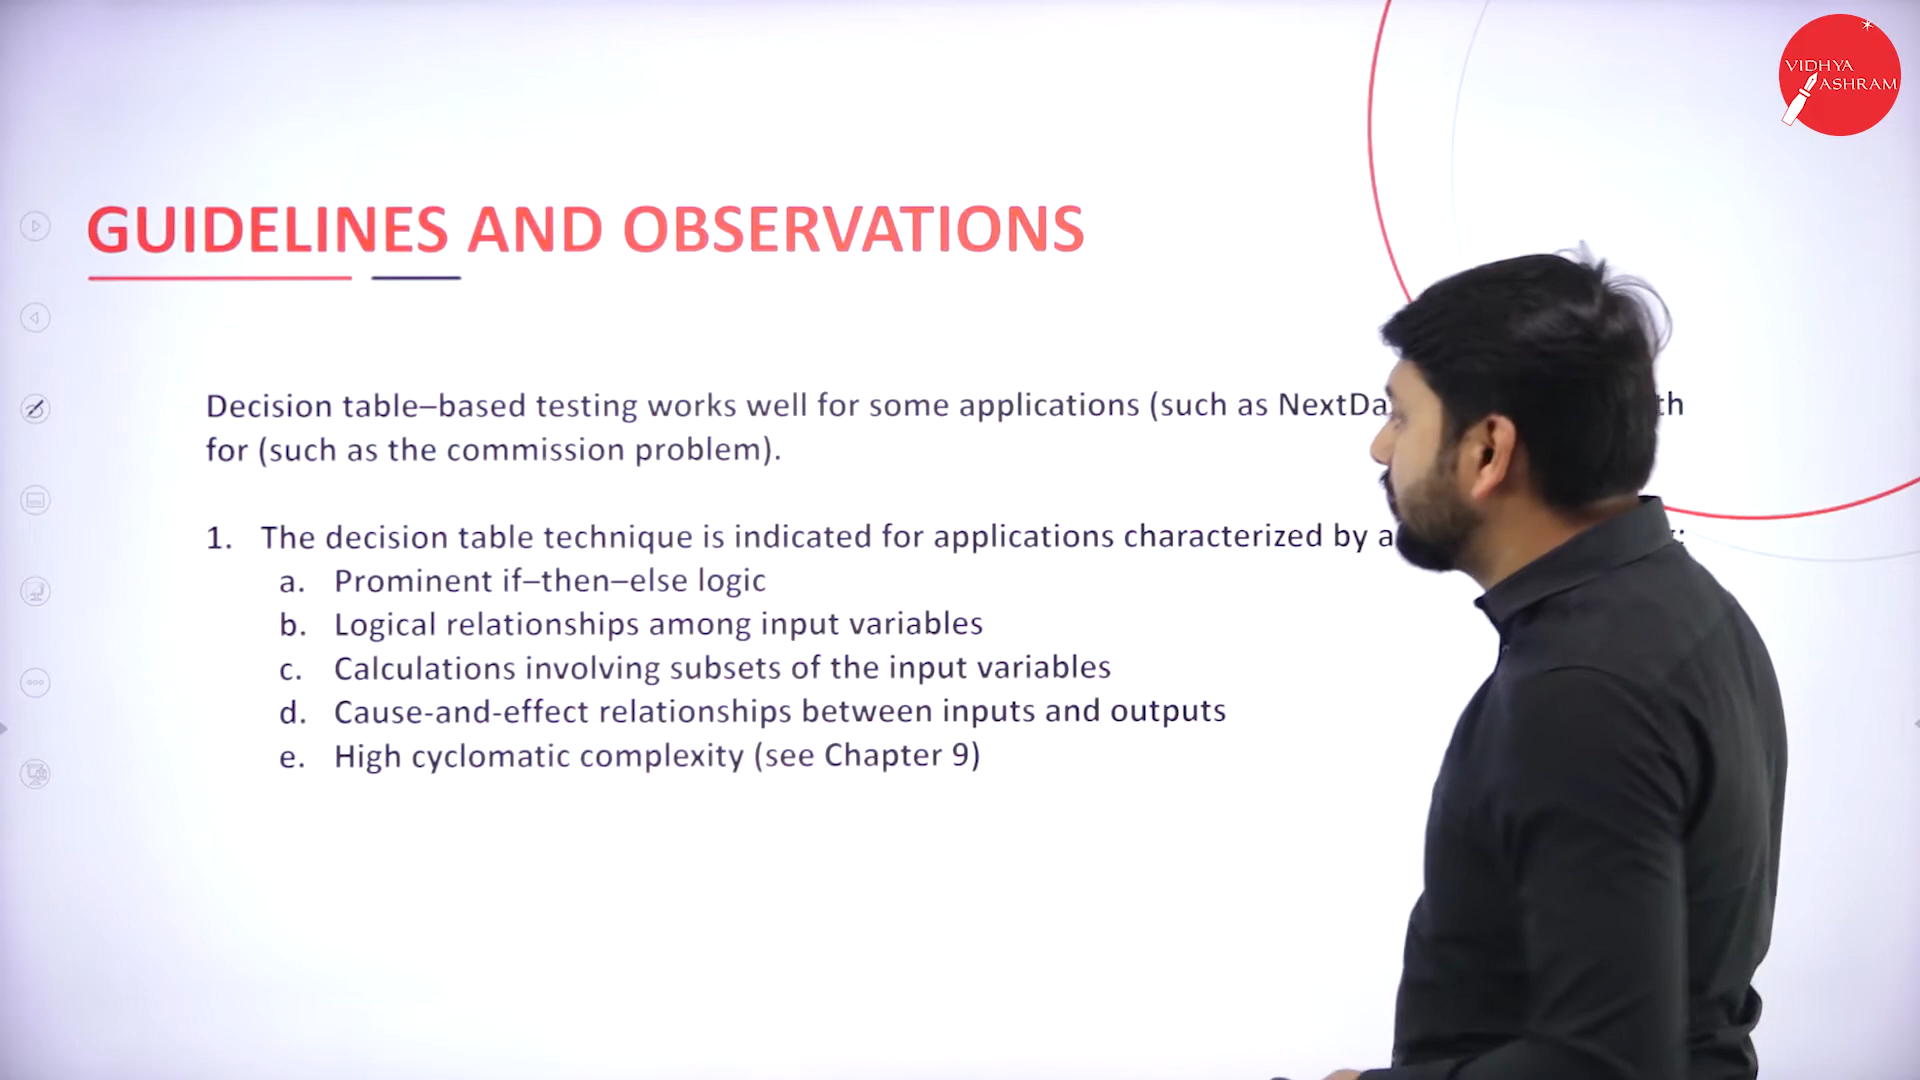 VIDHYA
ASHRAM
GUIDELINES AND OBSERVATIONS
Decision table–based testing works well for some applications (such as
for (such as the commission problem).
1. The decision table technique is indicated for applications characterized by
a. Prominent if–then–else logic
b. Logical relationships among input variables
c. Calculations involving subsets of the input variables
d. Cause-and-effect relationships between inputs and outputs
e. High cyclomatic complexity (see Chapter 9)